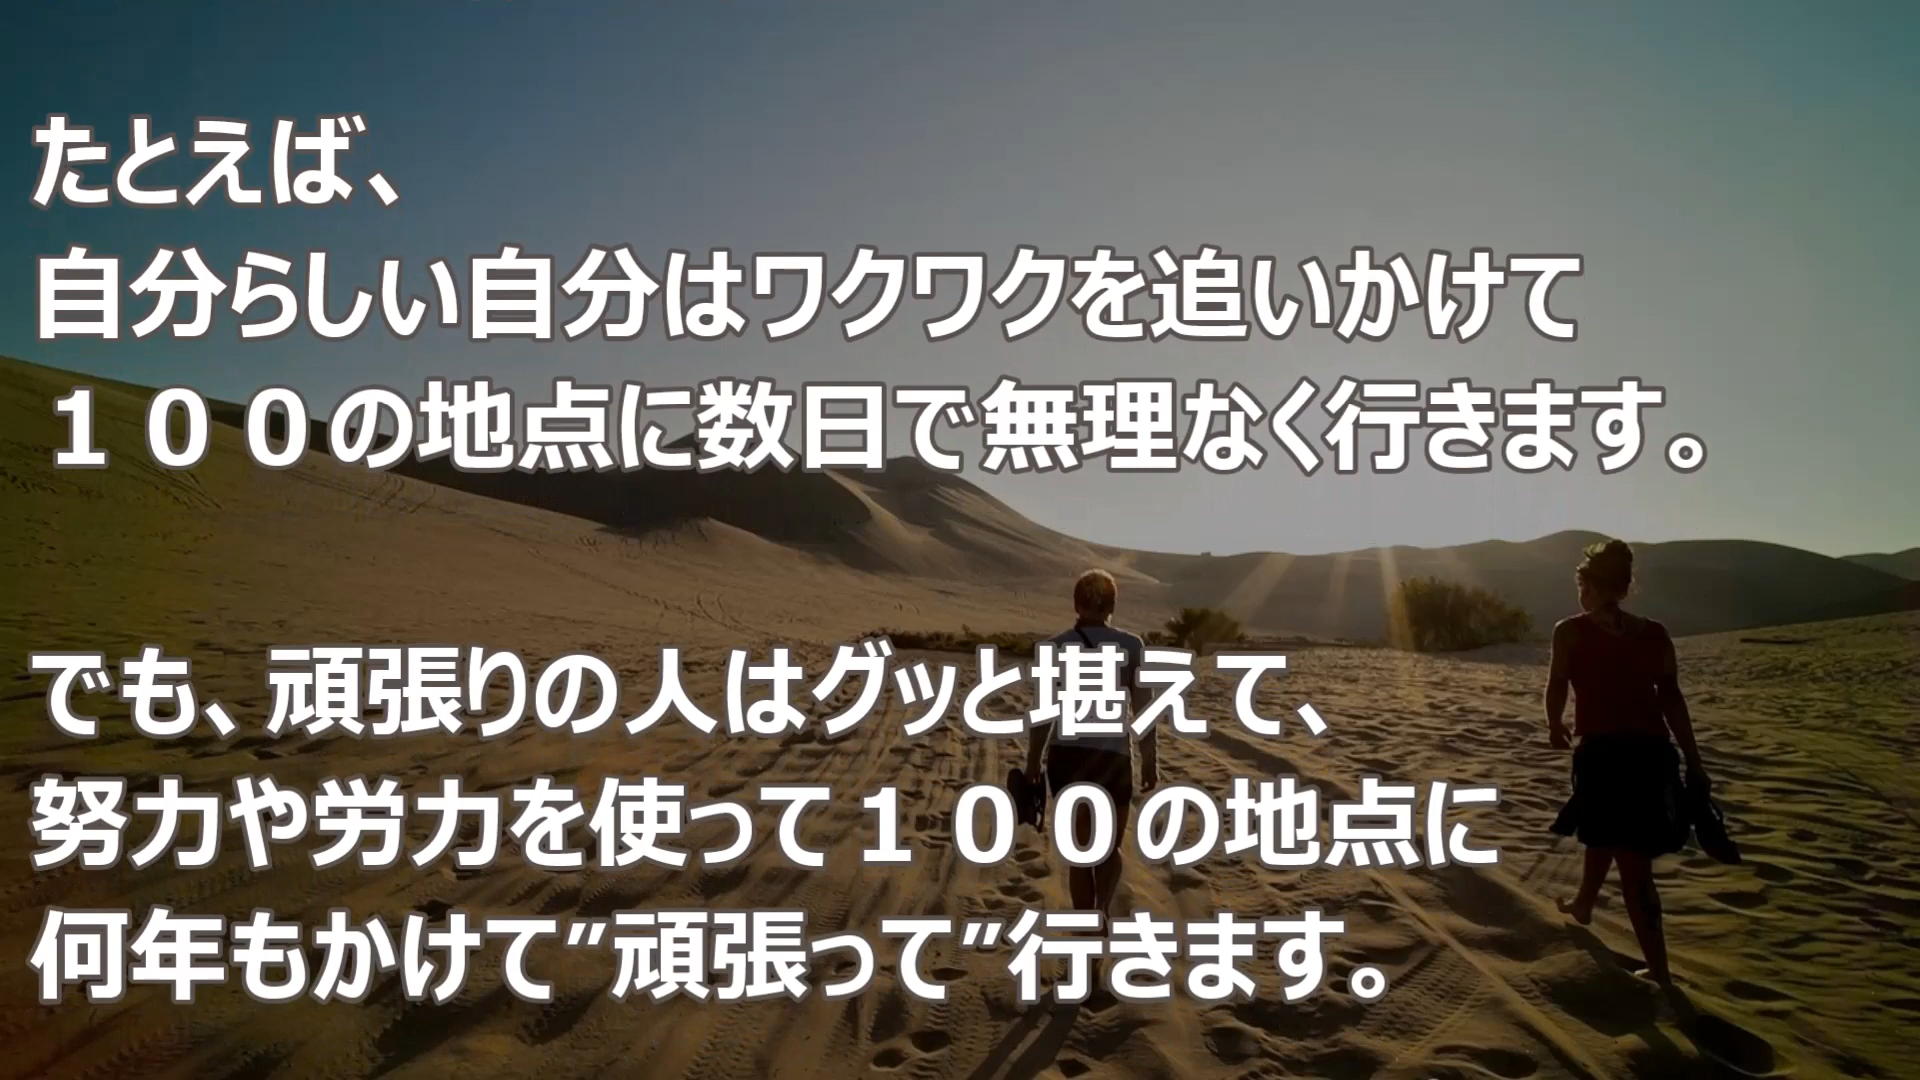 たとえば、
自分らしい自分はワクワクを追いかけて
１００の地点に数日で無理なく行きます。
でも、頑張りの人はグッと堪えて、
努力や労力を使って１００の地点に
何年もかけて”頑張って”行きます。